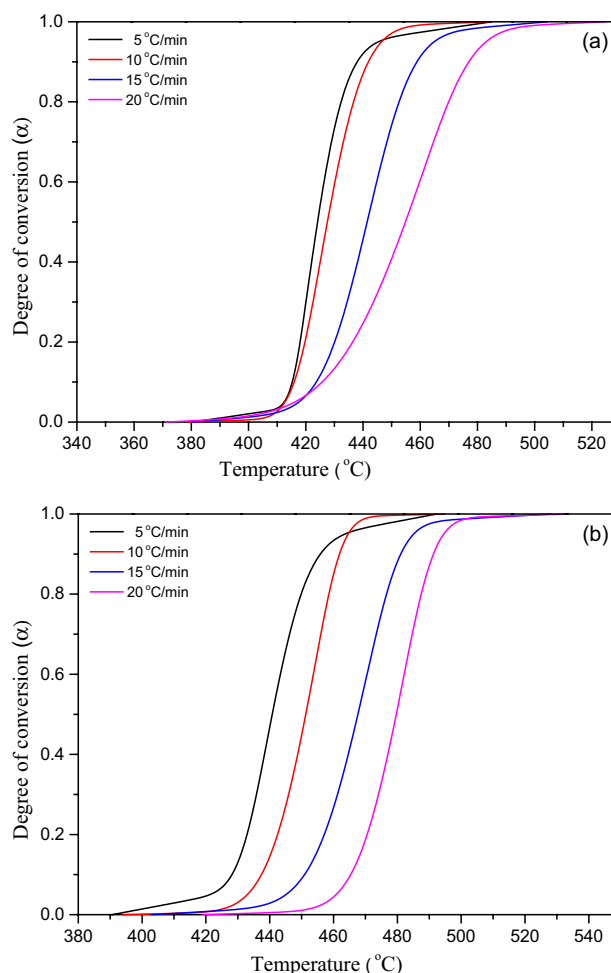 (a)
5 °C/min
10 °C/min
15 °C/min
20 °C/min
Degree of conversion (α)
1.0
0.8
0.6
0.4
0.2
0.0
340 360 380 400 420 440 460 480 500 520
Temperature (°C)
(b)
5 °C/min
10 °C/min
15 °C/min
20 °C/min
Degree of conversion (α)
1.0
0.8
0.6
0.4
0.2
0.0
380 400 420 440 460 480 500 520 540
Temperature (°C)